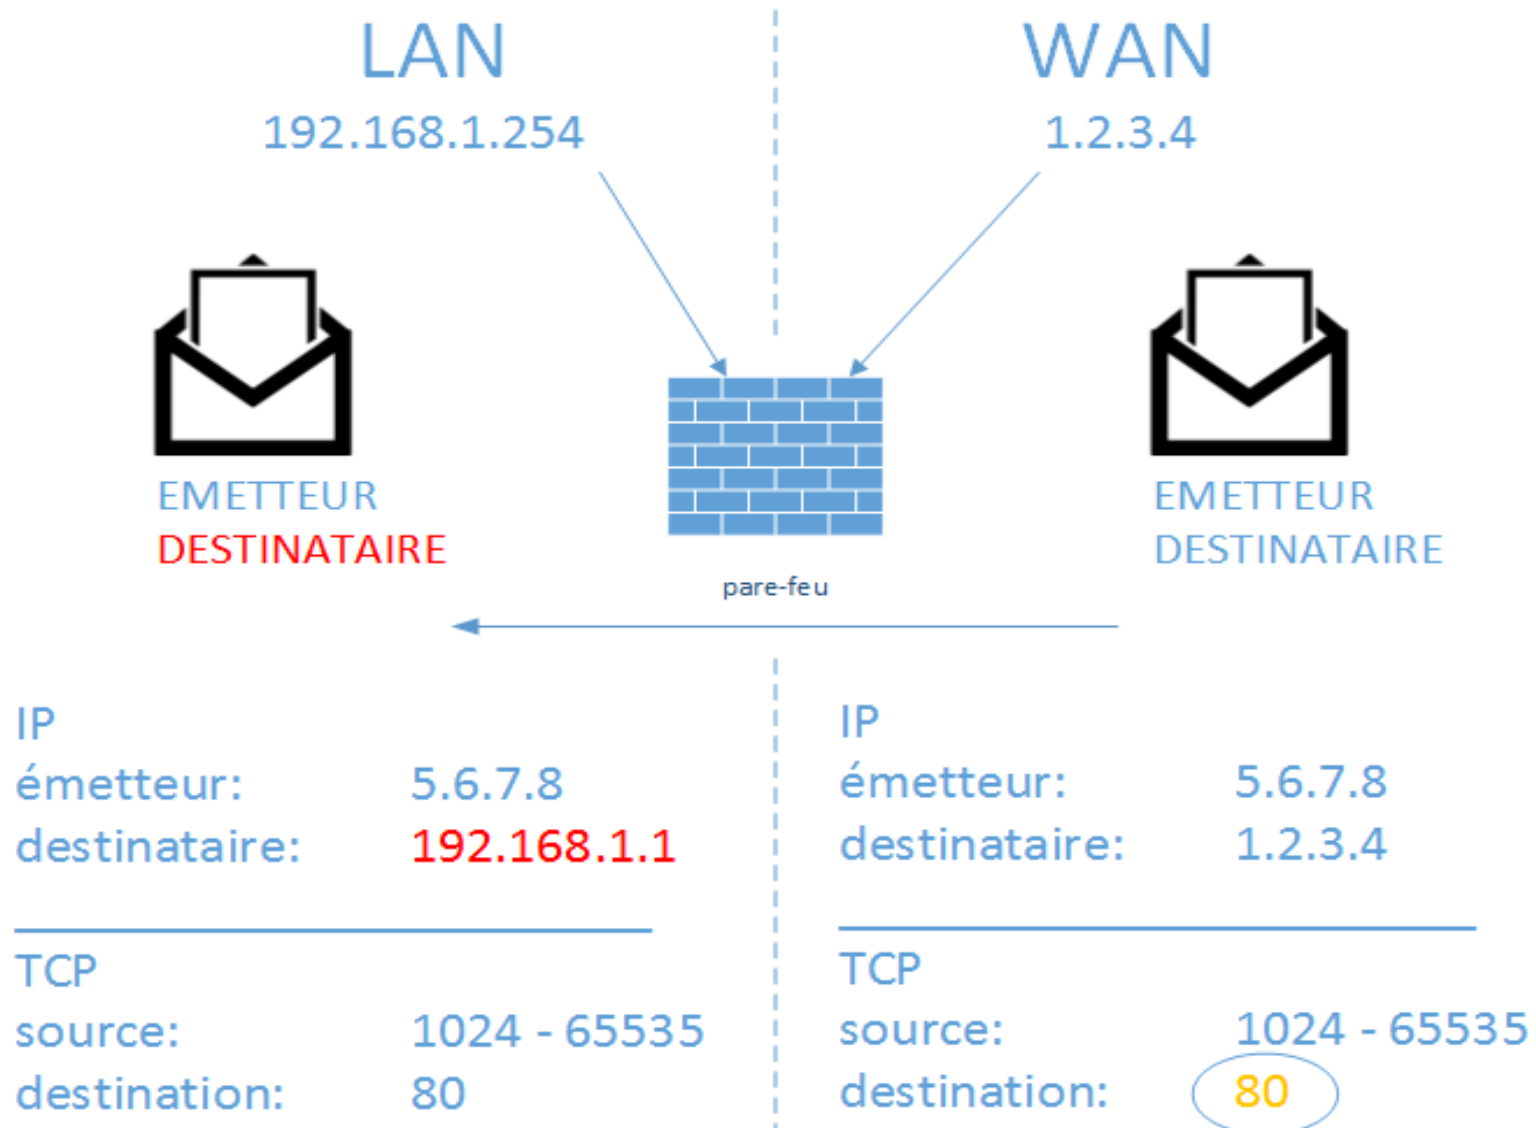 LAN
192.168.1.254
WAN
1.2.3.4
EMETTEUR
DESTINATAIRE
pare-feu
EMETTEUR
DESTINATAIRE
IP
émetteur: 5.6.7.8
destinataire: 192.168.1.1
TCP
source: 1024 - 65535
destination: 80
IP
émetteur: 5.6.7.8
destinataire: 1.2.3.4
TCP
source: 1024 - 65535
destination: 80